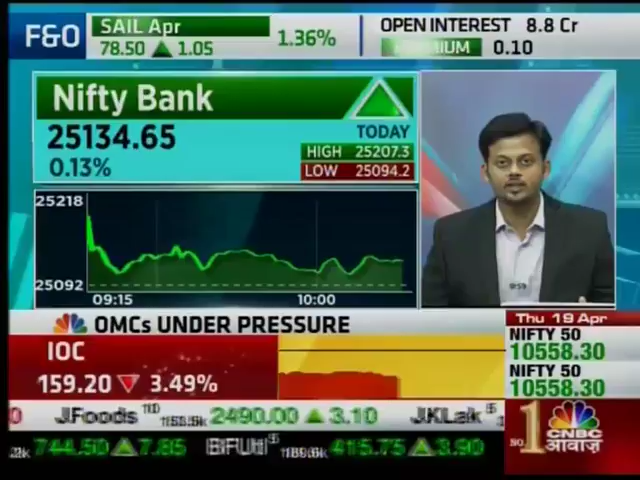 F&O
SAIL Apr
78.50 ▲ 1.05
1.36%
OPEN INTEREST 8.8 Cr
0.10
Nifty Bank
25134.65
0.13%
TODAY
HIGH 25207.3
LOW 25094.2
25218
25092
09:15
10:00
OMCs UNDER PRESSURE
IOC
159.20 ▼ 3.49%
Thu 19 Apr
NIFTY 50
10558.30
NIFTY 50
10558.30
JFoods
2490.00 ▲ 3.10
JKLak
744.50 ▲ 7.85
415.75 ▲ 3.90
NO. 1 CNBC
आवाज़